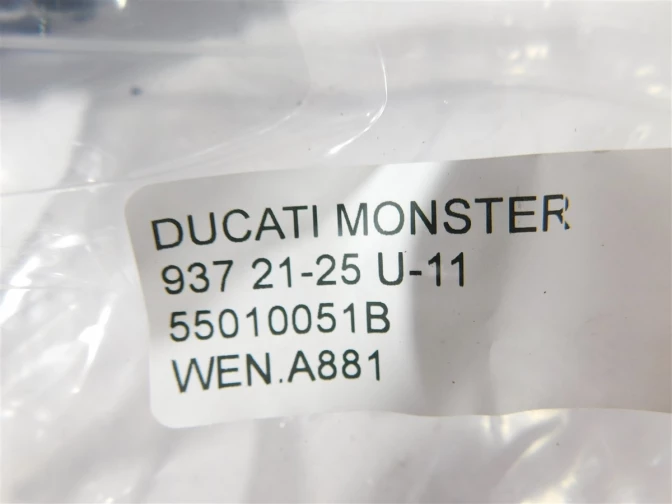 DUCATI MONSTER
937 21-25 U-11
55010051B
WEN.A881